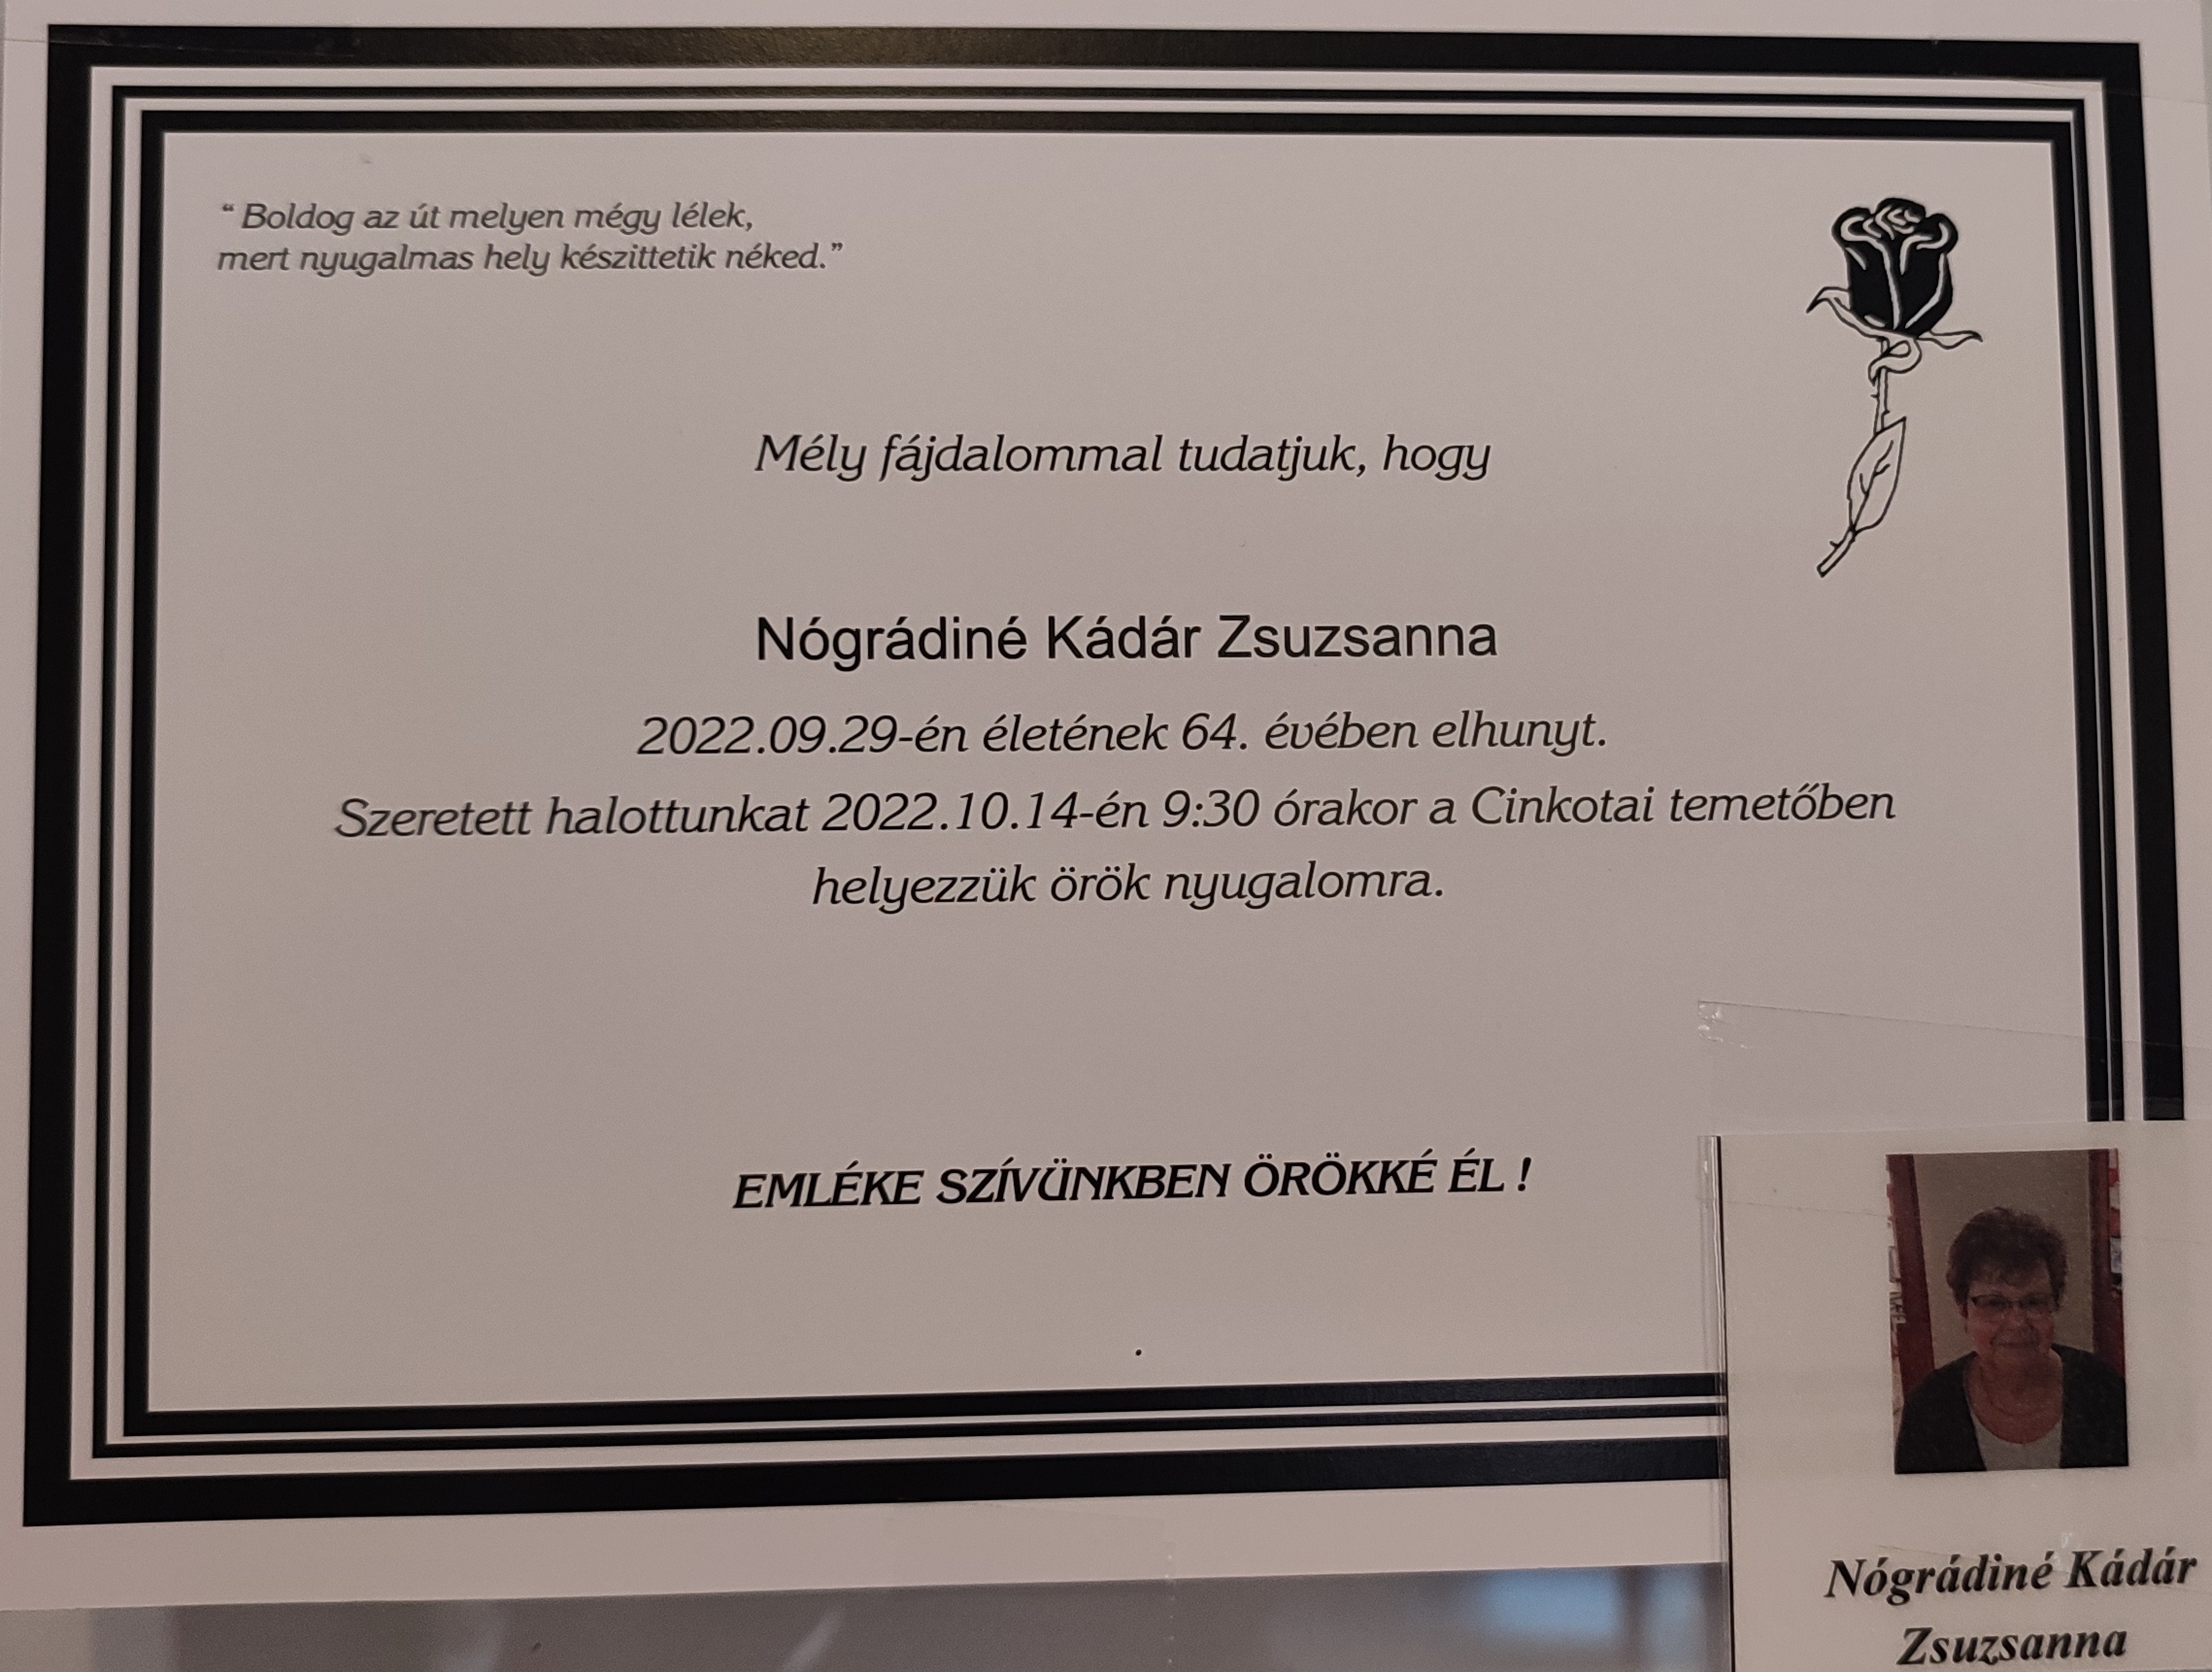 “ Boldog az út melyen mégy lélek,
mert nyugalmas hely készittetik néked.”
Mély fájdalommal tudatjuk, hogy
Nógrádiné Kádár Zsuzsanna
2022.09.29-én életének 64. évében elhunyt.
Szeretett halottunkat 2022.10.14-én 9:30 órakor a Cinkotai temetőben
helyezzük örök nyugalomra.
EMLÉKE SZÍVÜNKBEN ÖRÖKKÉ ÉL !
.
Nógrádiné Kádár
Zsuzsanna